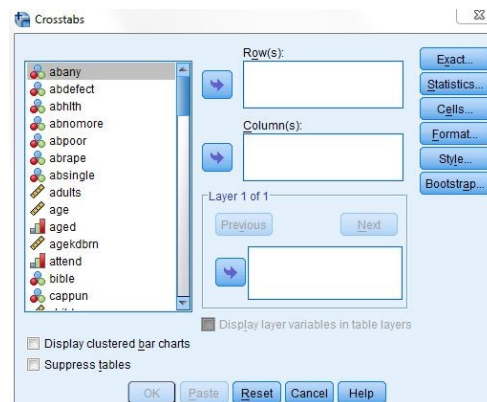 Crosstabs
abany
abdefect
abhlth
abnomore
abpoor
abrape
absingle
adults
age
aged
agekdbrn
attend
bible
cappun
Row(s):
Column(s):
Layer 1 of 1
Previous
Next
Display layer variables in table layers
Exact...
Statistics...
Cells...
Format...
Style...
Bootstrap...
Display clustered bar charts
Suppress tables
OK
Paste
Reset
Cancel
Help